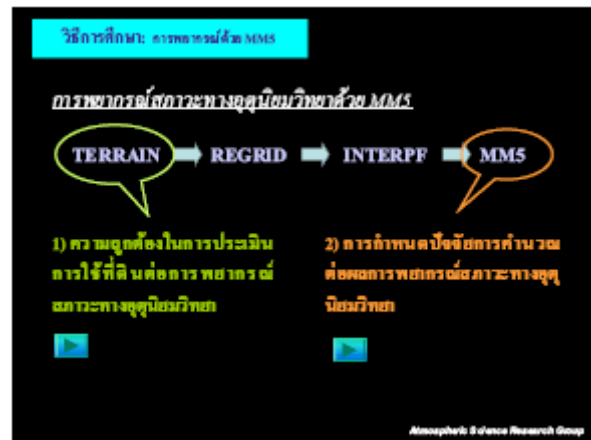 วิธีการศึกษา: การพยากรณ์ด้วย MM5
การพยากรณ์สภาวะทางอุตุนิยมวิทยาด้วย MM5
TERRAIN REGRID INTERPF MM5
1) ความถูกต้องในการประเมิน
การใช้ที่ดินต่อการพยากรณ์
สภาวะทางอุตุนิยมวิทยา
2) การกำหนดปัจจัยการคำนวณ
ต่อผลการพยากรณ์สภาวะทางอุตุ
นิยมวิทยา
Atmospheric Science Research Group